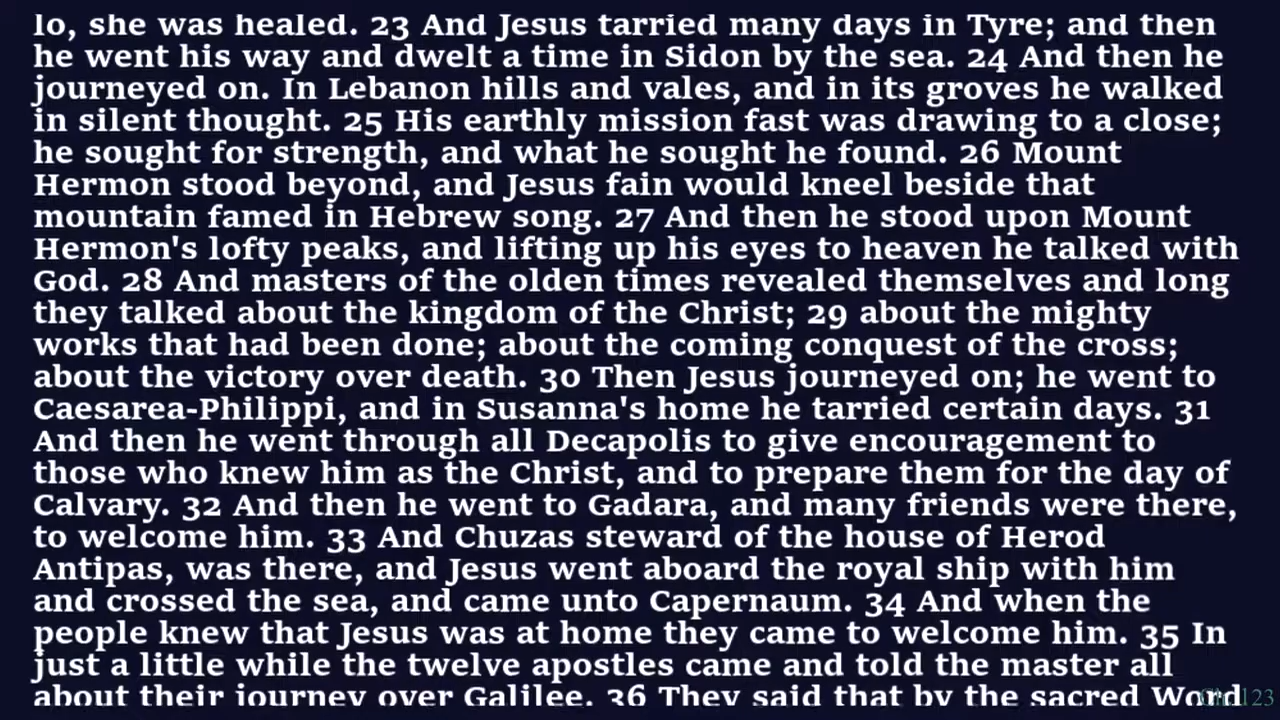 lo, she was healed. 23 And Jesus tarried many days in Tyre; and then
he went his way and dwelt a time in Sidon by the sea. 24 And then he
journeyed on. In Lebanon hills and vales, and in its groves he walked
in silent thought. 25 His earthly mission fast was drawing to a close;
he sought for strength, and what he sought he found. 26 Mount
Hermon stood beyond, and Jesus fain would kneel beside that
mountain famed in Hebrew song. 27 And then he stood upon Mount
Hermon's lofty peaks, and lifting up his eyes to heaven he talked with
God. 28 And masters of the olden times revealed themselves and long
they talked about the kingdom of the Christ; 29 about the mighty
works that had been done; about the coming conquest of the cross;
about the victory over death. 30 Then Jesus journeyed on; he went to
Caesarea-Philippi, and in Susanna's home he tarried certain days. 31
And then he went through all Decapolis to give encouragement to
those who knew him as the Christ, and to prepare them for the day of
Calvary. 32 And then he went to Gadara, and many friends were there,
to welcome him. 33 And Chuzas steward of the house of Herod
Antipas, was there, and Jesus went aboard the royal ship with him
and crossed the sea, and came unto Capernaum. 34 And when the
people knew that Jesus was at home they came to welcome him. 35 In
just a little while the twelve apostles came and told the master all
about their journey over Galilee. 36 They said that by the sacred Word
Ch. 123